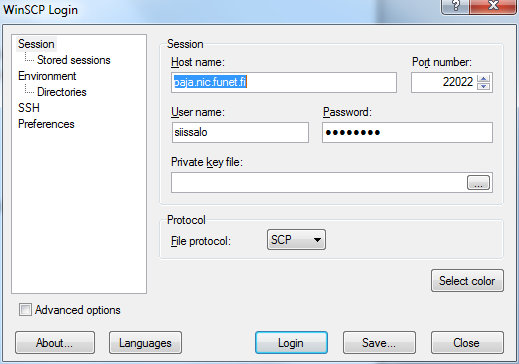 WinSCP Login
Session
Stored sessions
Environment
Directories
SSH
Preferences
Session
Host name:
Port number:
paja.nic.funet.fi
22022
User name:
Password:
siissalo
●●●●●●●●
Private key file:
...
Protocol
File protocol:
SCP
Select color
Advanced options
About...
Languages
Login
Save...
Close